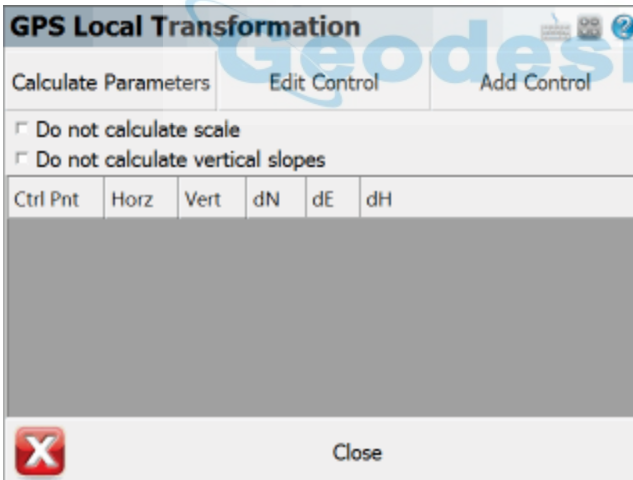 GPS Local Transformation
Geodesi
Calculate Parameters Edit Control Add Control
Do not calculate scale
Do not calculate vertical slopes
Ctrl Pnt Horz Vert dN dE dH
Close